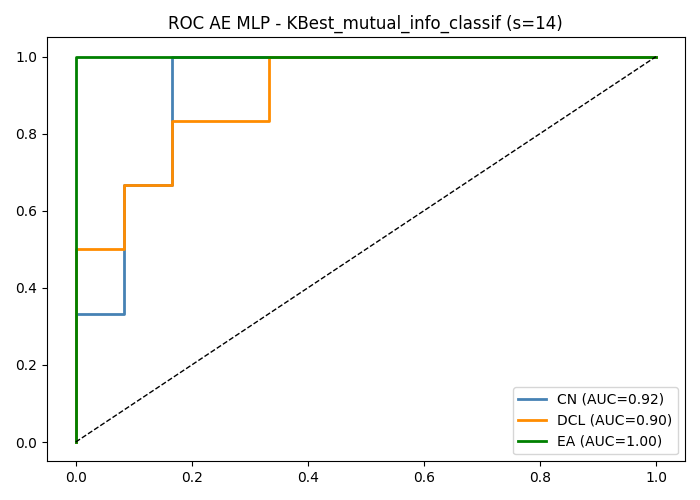 ROC AE MLP - KBest_mutual_info_classif (s=14)
1.0
0.8
0.6
0.4
0.2
0.0
0.0 0.2 0.4 0.6 0.8 1.0
CN (AUC=0.92)
DCL (AUC=0.90)
EA (AUC=1.00)